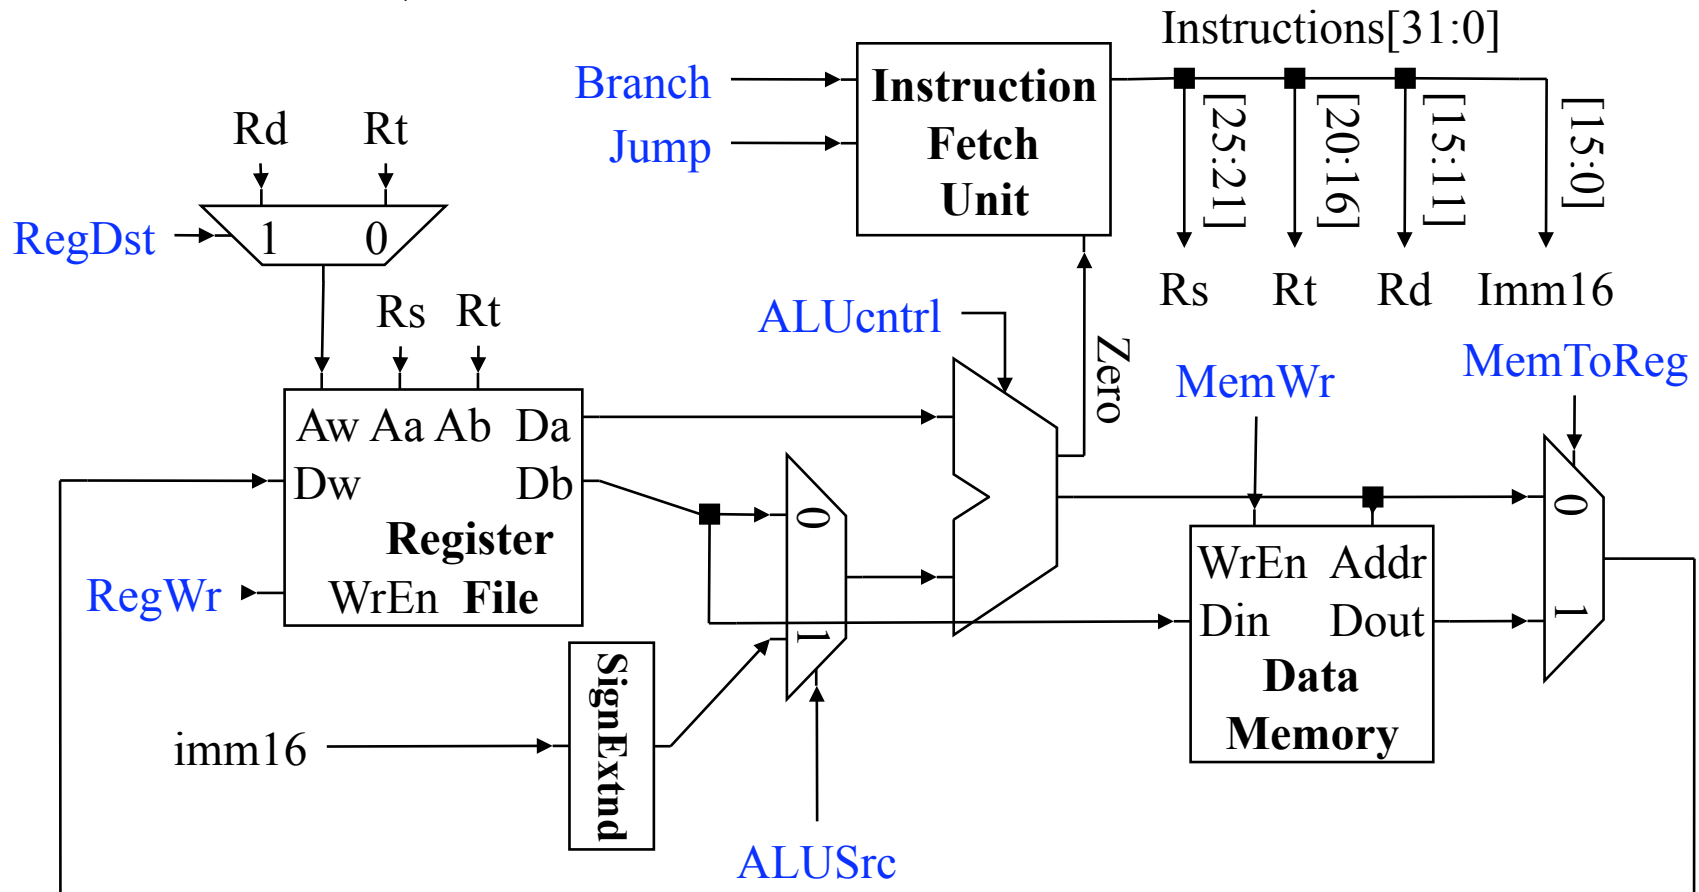 Instructions[31:0]
Branch
Jump
Instruction
Fetch
Unit
[25:21]
[20:16]
[15:11]
[15:0]
Rs
Rt
Rd
Imm16
Rd
Rt
RegDst
1
0
Rs
Rt
ALUcntrl
Zero
MemWr
MemToReg
Aw Aa Ab Da
Dw
Db
Register
WrEn File
RegWr
0
1
SignExtnd
imm16
ALUSrc
WrEn Addr
Din Dout
Data
Memory
0
1